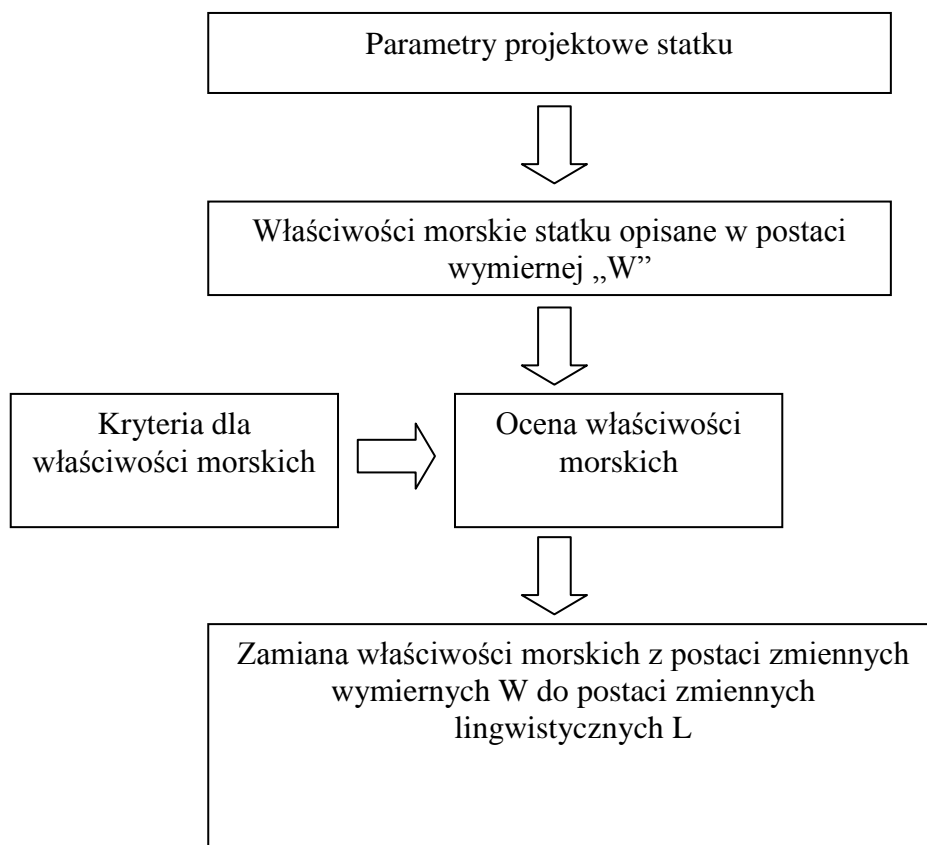 Parametry projektowe statku
Właściwości morskie statku opisane w postaci
wymiernej „W”
Kryteria dla
właściwości morskich
Ocena właściwości
morskich
Zamiana właściwości morskich z postaci zmiennych
wymiernych W do postaci zmiennych
lingwistycznych L